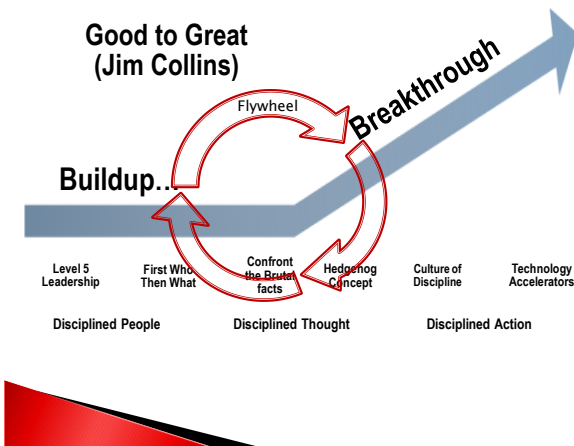 Good to Great
(Jim Collins)
Flywheel
Breakthrough
Buildup...
Level 5
Leadership
First Who
Then What
Confront
the Brutal
facts
Hedgehog
Concept
Culture of
Discipline
Technology
Accelerators
Disciplined People
Disciplined Thought
Disciplined Action